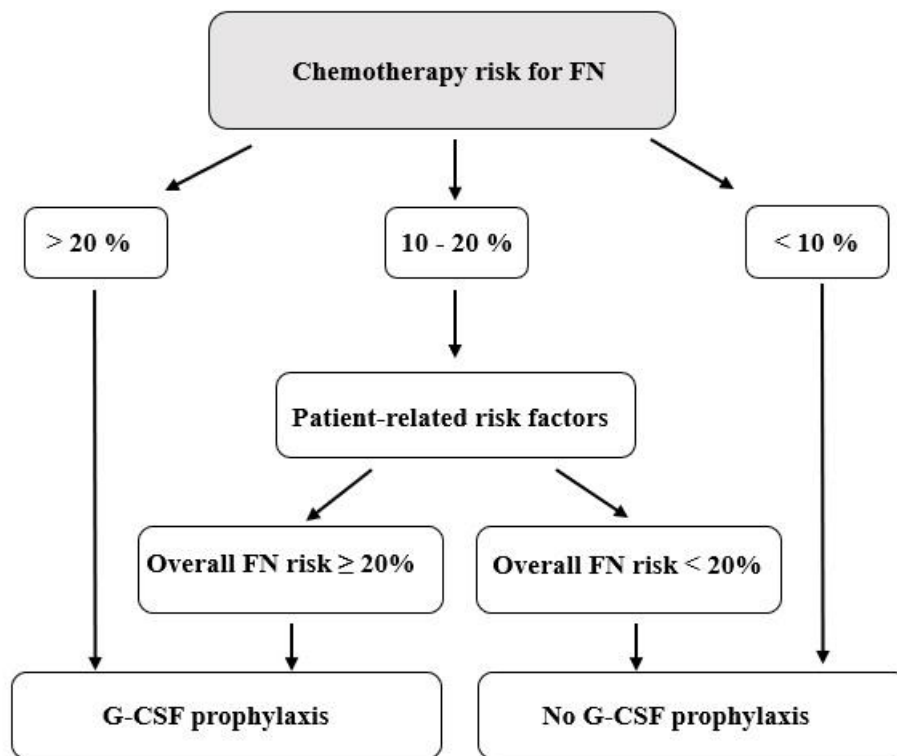 Chemotherapy risk for FN
> 20 %
10 - 20 %
< 10 %
Patient-related risk factors
Overall FN risk ≥ 20%
Overall FN risk < 20%
G-CSF prophylaxis
No G-CSF prophylaxis